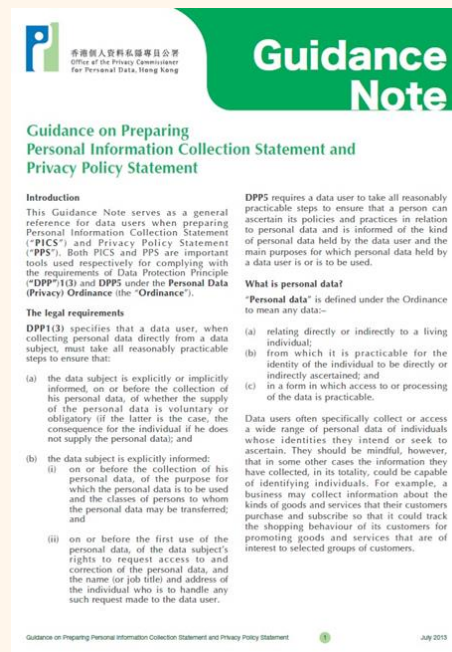 香港個人資料私隱專員公署
Office of the Privacy Commissioner
for Personal Data, Hong Kong
Guidance
Note
Guidance on Preparing
Personal Information Collection Statement and
Privacy Policy Statement
Introduction
This Guidance Note serves as a general
reference for data users when preparing
Personal Information Collection Statement
("PICS") and Privacy Policy Statement
("PPS"). Both PICS and PPS are important
tools used respectively for complying with
the requirements of Data Protection Principle
("DPP")1(3) and DPP5 under the Personal Data
(Privacy) Ordinance (the "Ordinance").
The legal requirements
DPP1(3) specifies that a data user, when
collecting personal data directly from a data
subject, must take all reasonably practicable
steps to ensure that:
(a) the data subject is explicitly or implicitly
informed, on or before the collection of
his personal data, of whether the supply
of the personal data is voluntary or
obligatory (if the latter is the case, the
consequence for the individual if he does
not supply the personal data); and
(b) the data subject is explicitly informed:
(i) on or before the collection of his
personal data, of the purpose for
which the personal data is to be used
and the classes of persons to whom
the personal data may be transferred;
and
(ii) on or before the first use of the
personal data, of the data subject's
rights to request access to and
correction of the personal data, and
the name (or job title) and address of
the individual who is to handle any
such request made to the data user.
DPP5 requires a data user to take all reasonably
practicable steps to ensure that a person can
ascertain its policies and practices in relation
to personal data and is informed of the kind
of personal data held by the data user and the
main purposes for which personal data held by
a data user is or is to be used.
What is personal data?
"Personal data" is defined under the Ordinance
to mean any data:–
(a) relating directly or indirectly to a living
individual;
(b) from which it is practicable for the
identity of the individual to be directly or
indirectly ascertained; and
(c) in a form in which access to or processing
of the data is practicable.
Data users often specifically collect or access
a wide range of personal data of individuals
whose identities they intend or seek to
ascertain. They should be mindful, however,
that in some other cases the information they
have collected, in its totality, could be capable
of identifying individuals. For example, a
business may collect information about the
kinds of goods and services that their customers
purchase and subscribe so that it could track
the shopping behaviour of its customers for
promoting goods and services that are of
interest to selected groups of customers.
Guidance on Preparing Personal Information Collection Statement and Privacy Policy Statement
1
July 2013